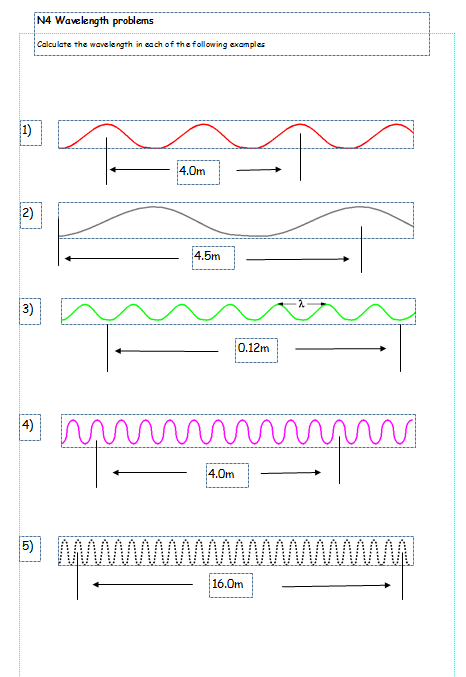 N4 Wavelength problems
Calculate the wavelength in each of the following examples
1)
4.0m
2)
4.5m
3)
λ
0.12m
4)
4.0m
5)
16.0m